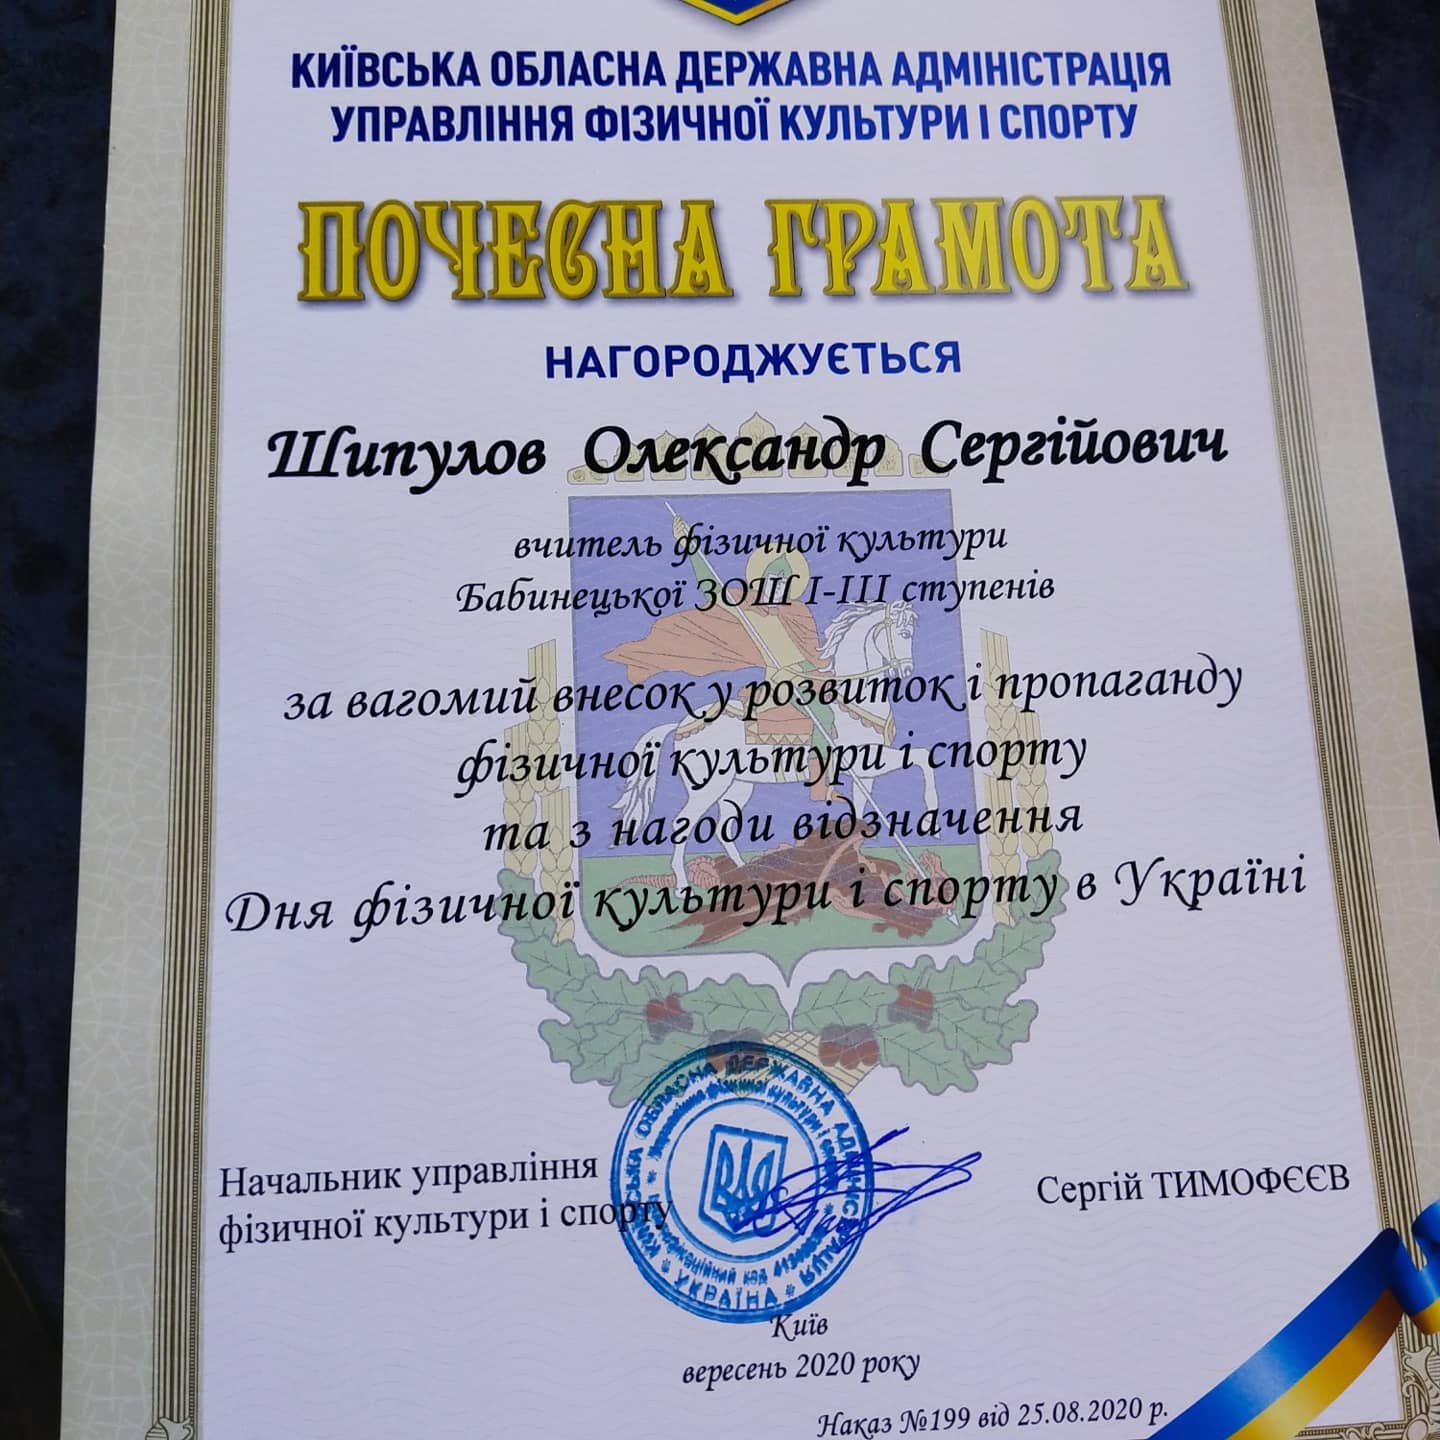 КИЇВСЬКА ОБЛАСНА ДЕРЖАВНА АДМІНІСТРАЦІЯ
УПРАВЛІННЯ ФІЗИЧНОЇ КУЛЬТУРИ І СПОРТУ
ПОЧЕСНА ГРАМОТА
НАГОРОДЖУЄТЬСЯ
Шипулов Олександр Сергійович
вчитель фізичної культури
Бабинецької ЗОШ І-ІІІ ступенів
за вагомий внесок у розвиток і пропаганду
фізичної культури і спорту
та з нагоди відзначення
Дня фізичної культури і спорту в Україні
Начальник управління
фізичної культури і спорту
Сергій ТИМОФЄЄВ
УКРАЇНА
Київ
вересень 2020 року
Наказ №199 від 25.08.2020 р.